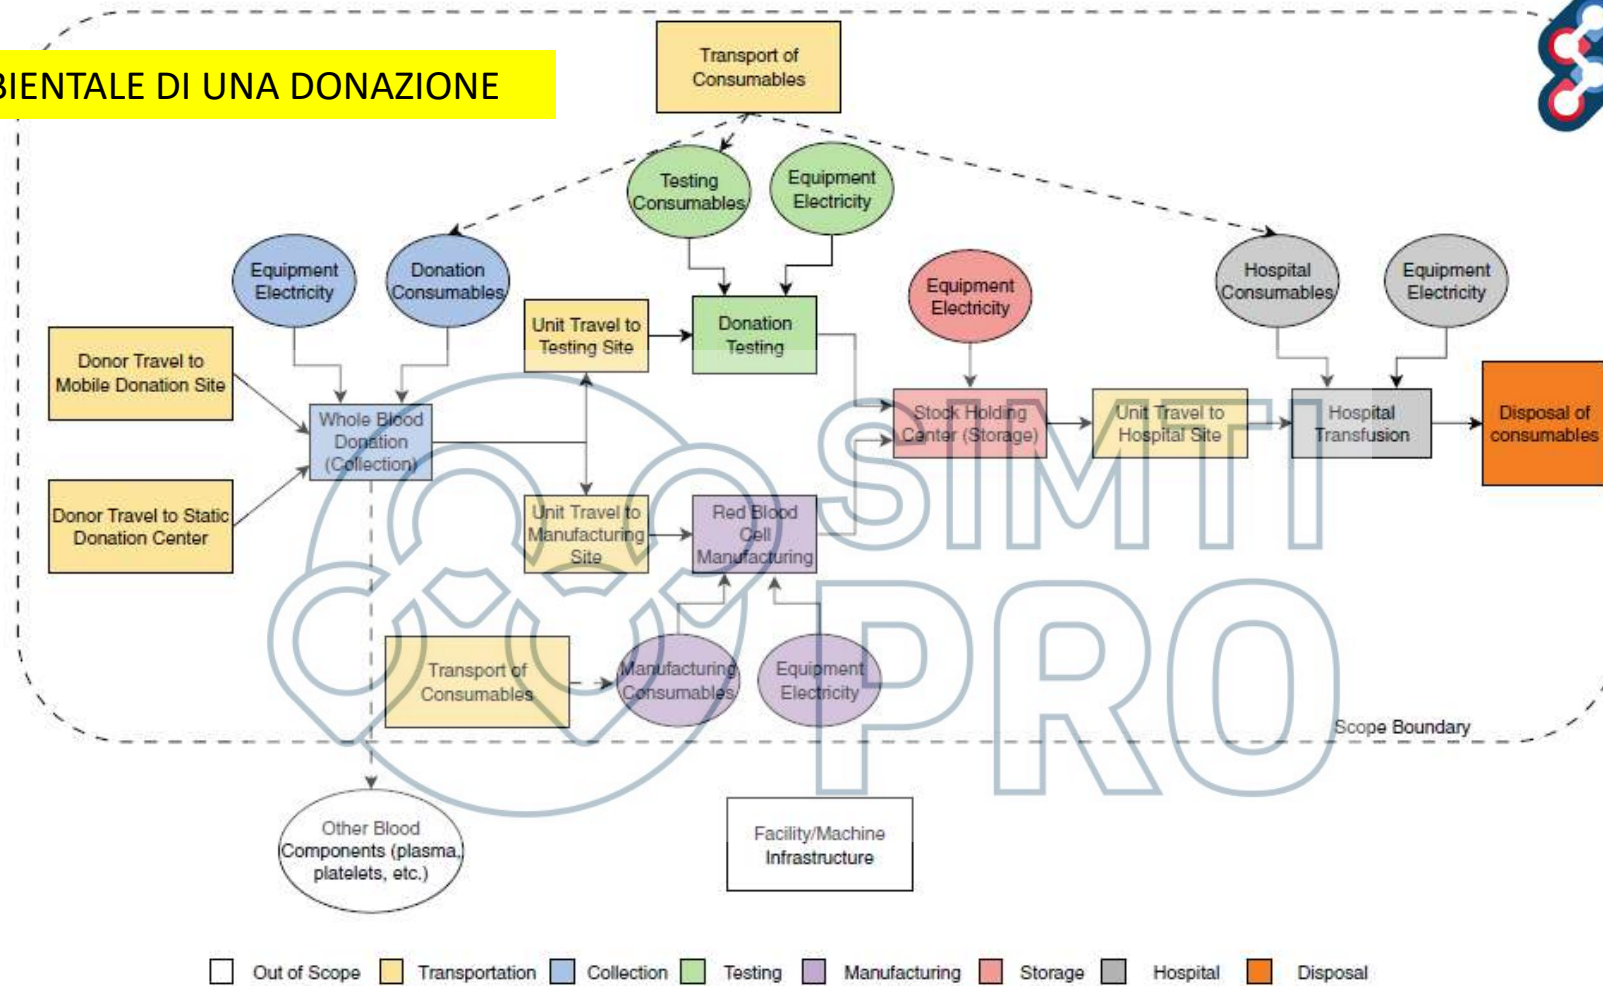 BIENTALE DI UNA DONAZIONE
Transport of
Consumables
Testing
Consumables
Equipment
Electricity
Equipment
Electricity
Donation
Consumables
Equipment
Electricity
Hospital
Consumables
Equipment
Electricity
Donor Travel to
Mobile Donation Site
Unit Travel to
Testing Site
Donation
Testing
Whole Blood
Donation
(Collection)
Stock Holding
Center (Storage)
Unit Travel to
Hospital Site
Hospital
Transfusion
Disposal of
consumables
Donor Travel to Static
Donation Center
Unit Travel to
Manufacturing
Site
Red Blood
Cell
Manufacturing
SIMTI
PRO
Transport of
Consumables
Manufacturing
Consumables
Equipment
Electricity
Scope Boundary
Other Blood
Components (plasma,
platelets, etc.)
Facility/Machine
Infrastructure
Out of Scope Transportation Collection Testing Manufacturing Storage Hospital Disposal